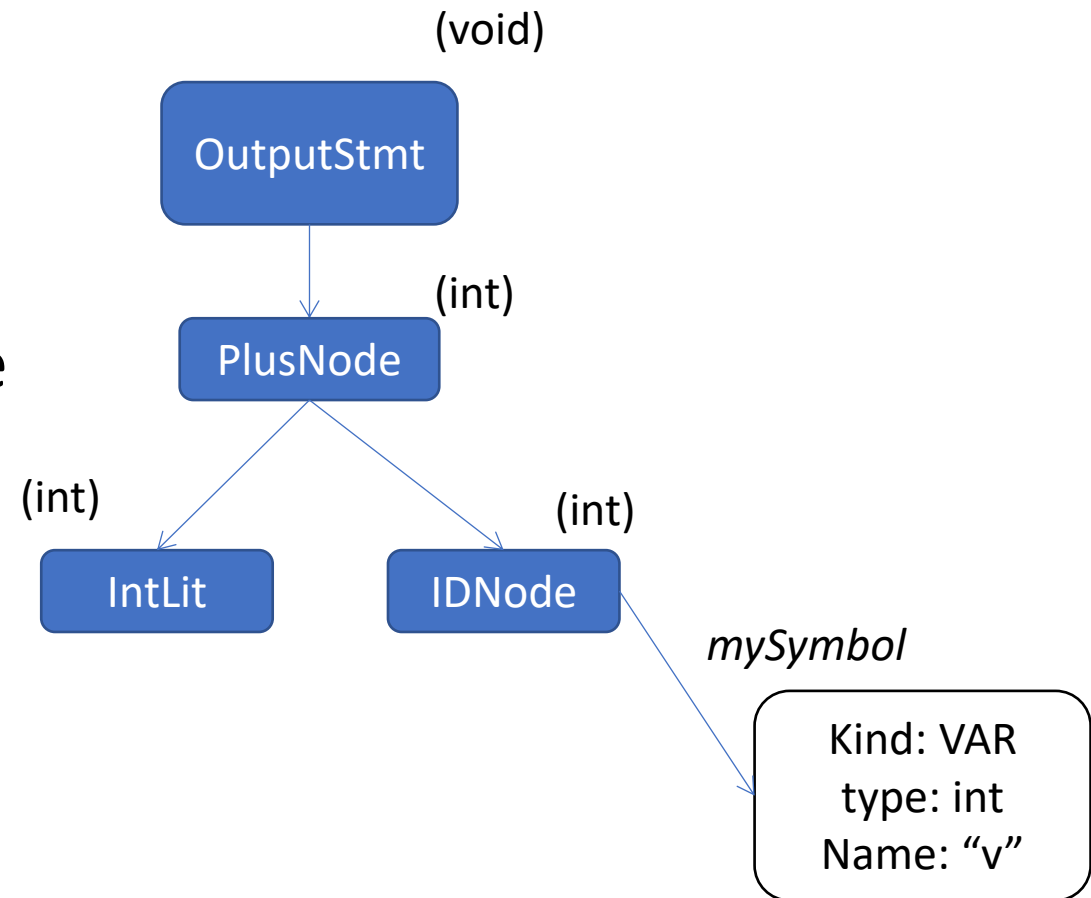 (void)
OutputStmt
(int)
PlusNode
e
(int)
(int)
IntLit
IDNode
mySymbol
Kind: VAR
type: int
Name: “v”